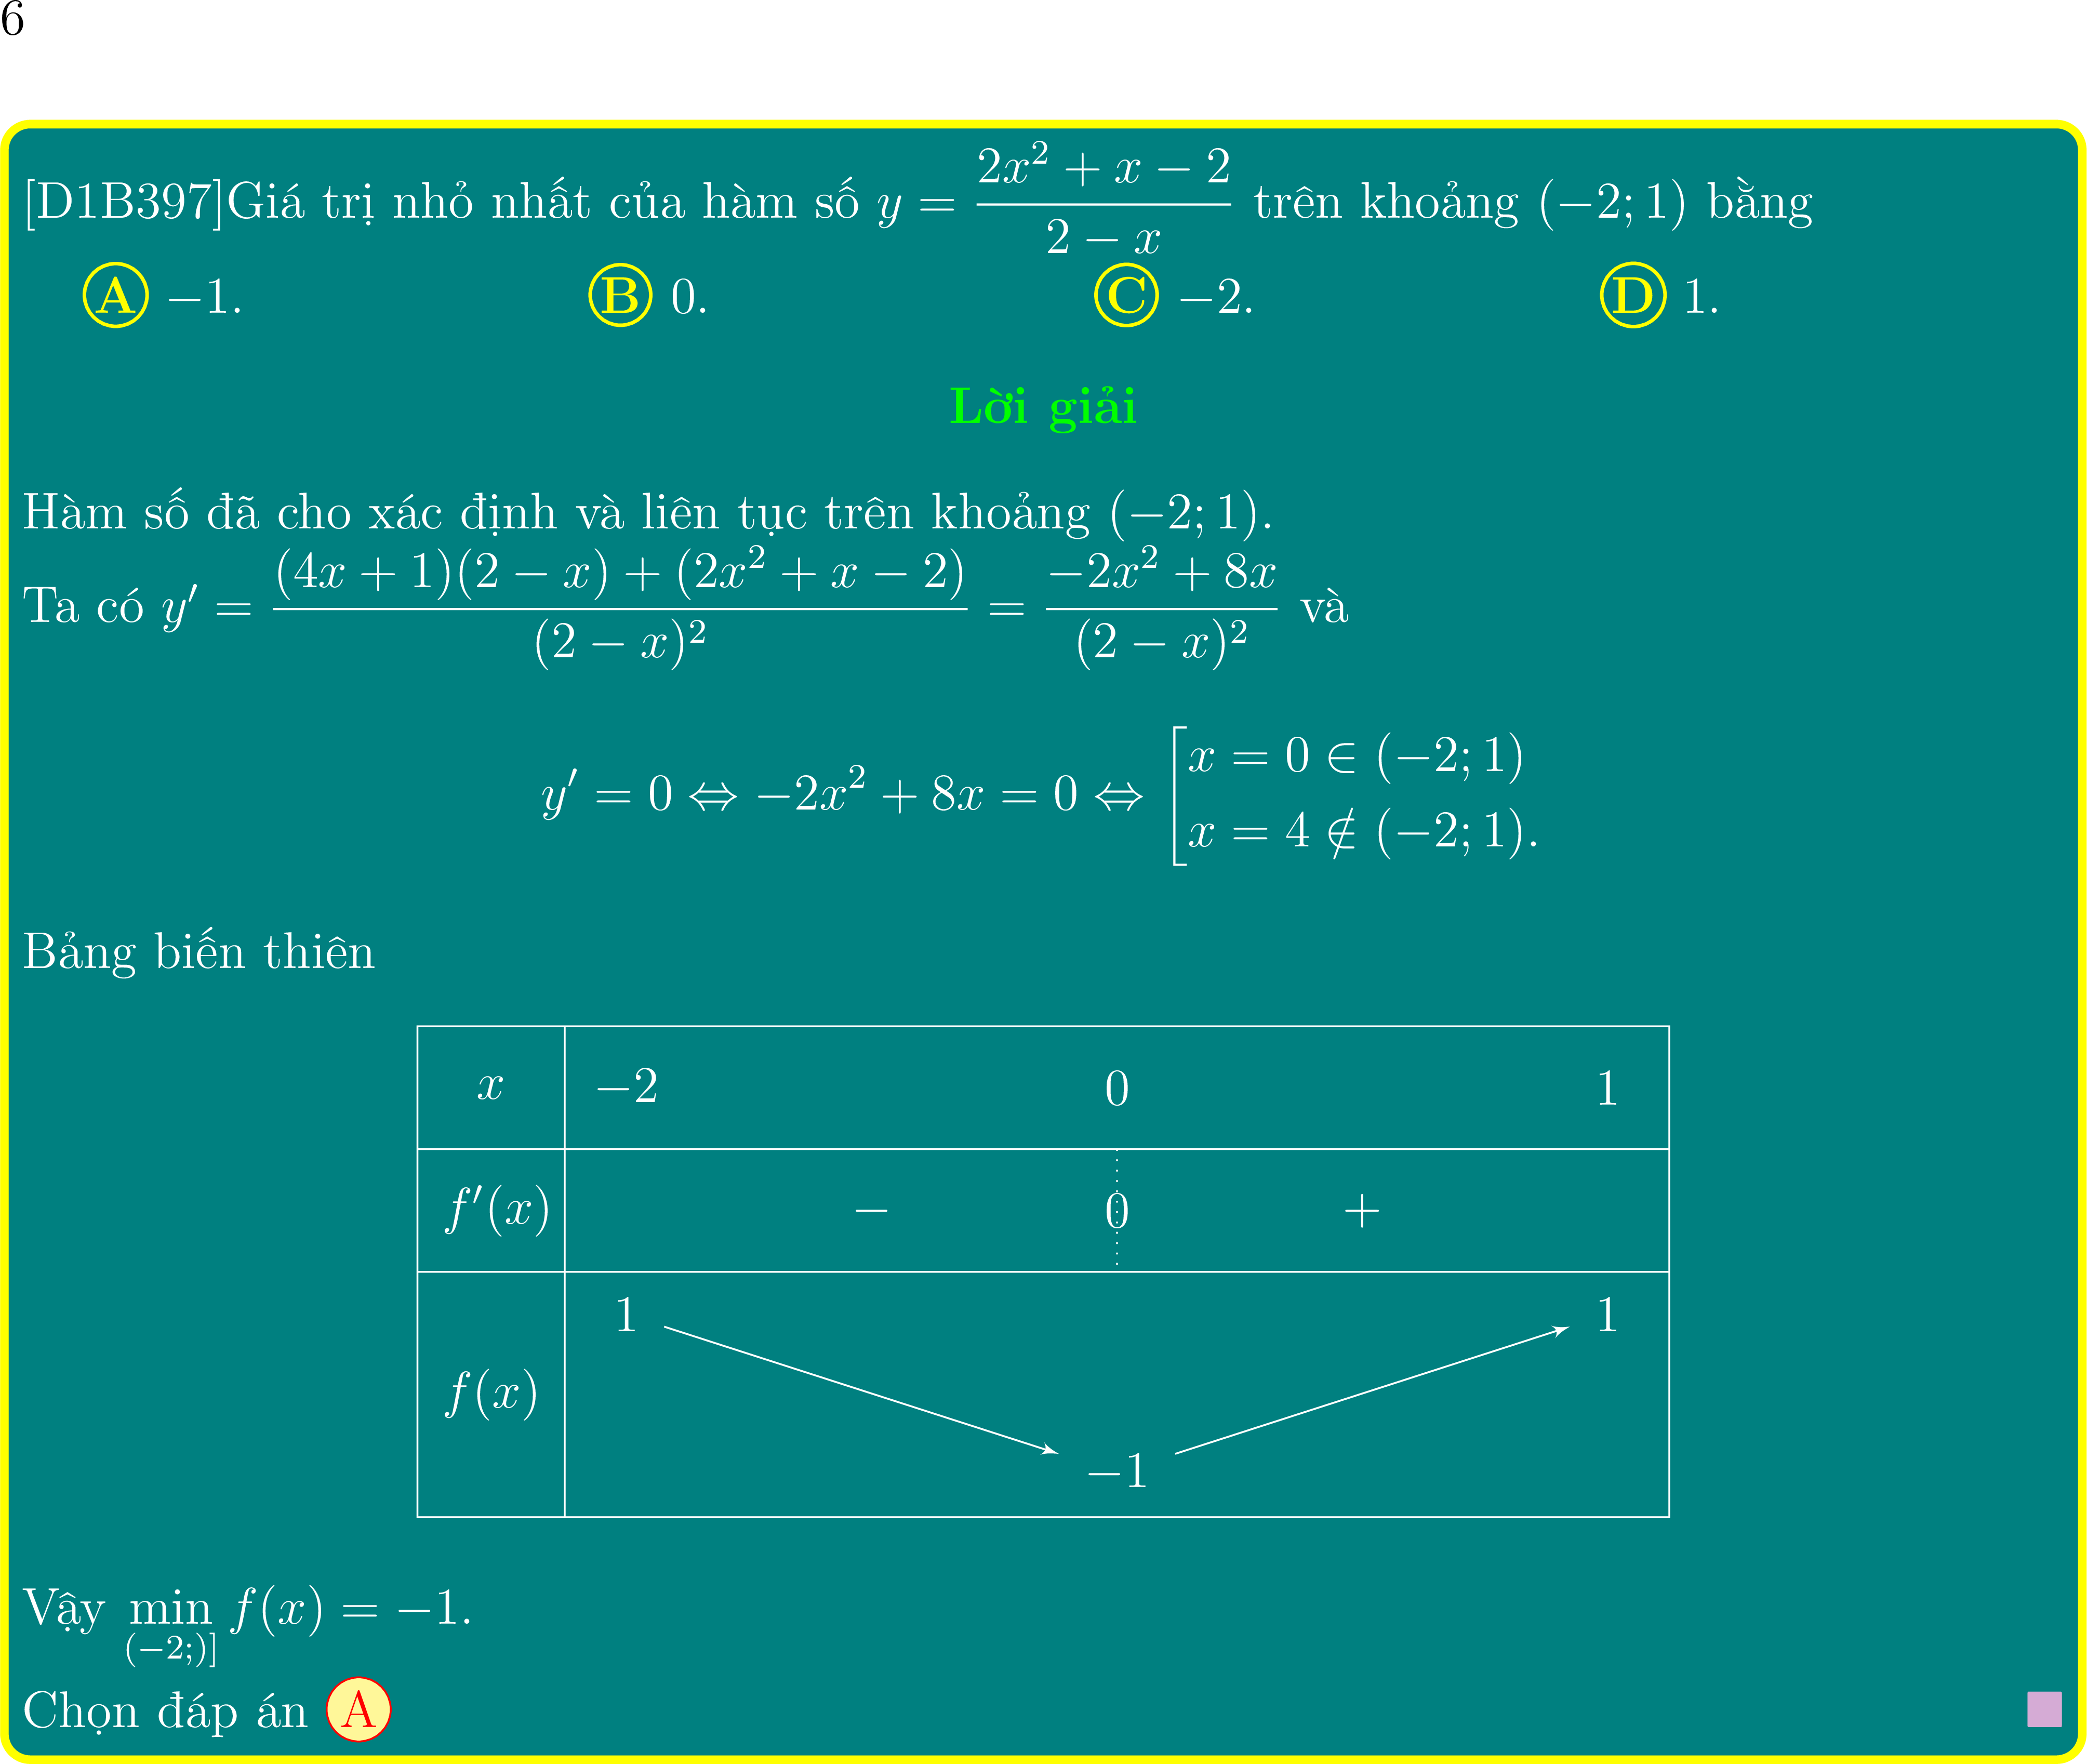 6
[D1B397]Giá trị nhỏ nhất của hàm số $y = \dfrac{2x^2 + x - 2}{2 - x}$ trên khoảng $(-2; 1)$ bằng
A −1. B 0. C −2. D 1.
Lời giải
Hàm số đã cho xác định và liên tục trên khoảng $(-2; 1)$.
Ta có $y' = \dfrac{(4x + 1)(2 - x) + (2x^2 + x - 2)}{(2 - x)^2} = \dfrac{-2x^2 + 8x}{(2 - x)^2}$ và
$y' = 0 \Leftrightarrow -2x^2 + 8x = 0 \Leftrightarrow \left[\begin{array}{l} x = 0 \in (-2; 1) \\ x = 4 \notin (-2; 1). \end{array}\right.$
Bảng biến thiên
x −2 0 1
f′(x) − 0 +
1 1
f(x)
−1
Vậy $\min\limits_{(-2;)]} f(x) = -1$.
Chọn đáp án A